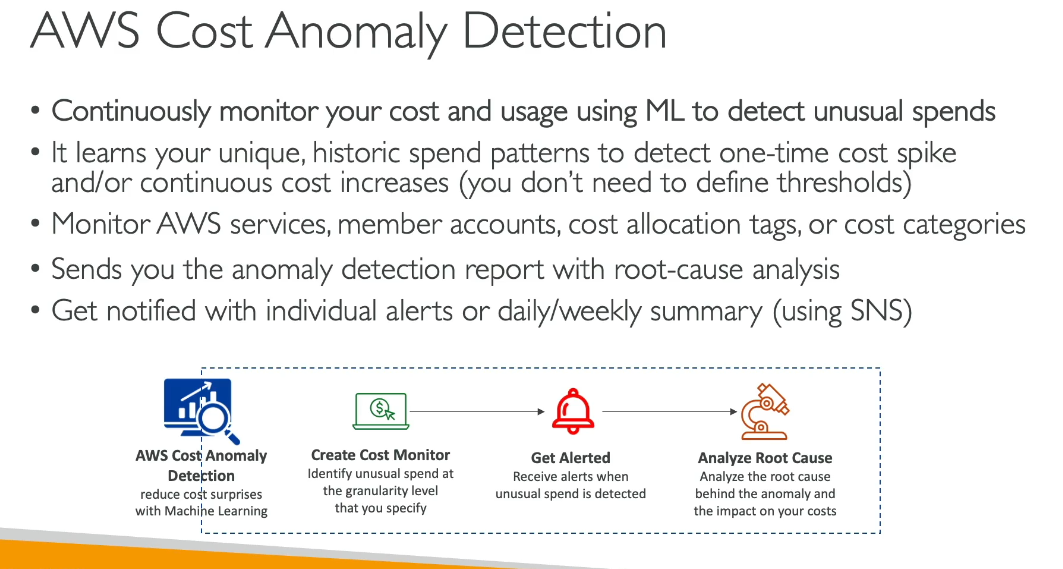 AWS Cost Anomaly Detection
• Continuously monitor your cost and usage using ML to detect unusual spends
• It learns your unique, historic spend patterns to detect one-time cost spike
and/or continuous cost increases (you don't need to define thresholds)
• Monitor AWS services, member accounts, cost allocation tags, or cost categories
• Sends you the anomaly detection report with root-cause analysis
• Get notified with individual alerts or daily/weekly summary (using SNS)
AWS Cost Anomaly
Detection
reduce cost surprises
with Machine Learning
$
Create Cost Monitor
Identify unusual spend at
the granularity level
that you specify
Get Alerted
Receive alerts when
unusual spend is detected
Analyze Root Cause
Analyze the root cause
behind the anomaly and
the impact on your costs